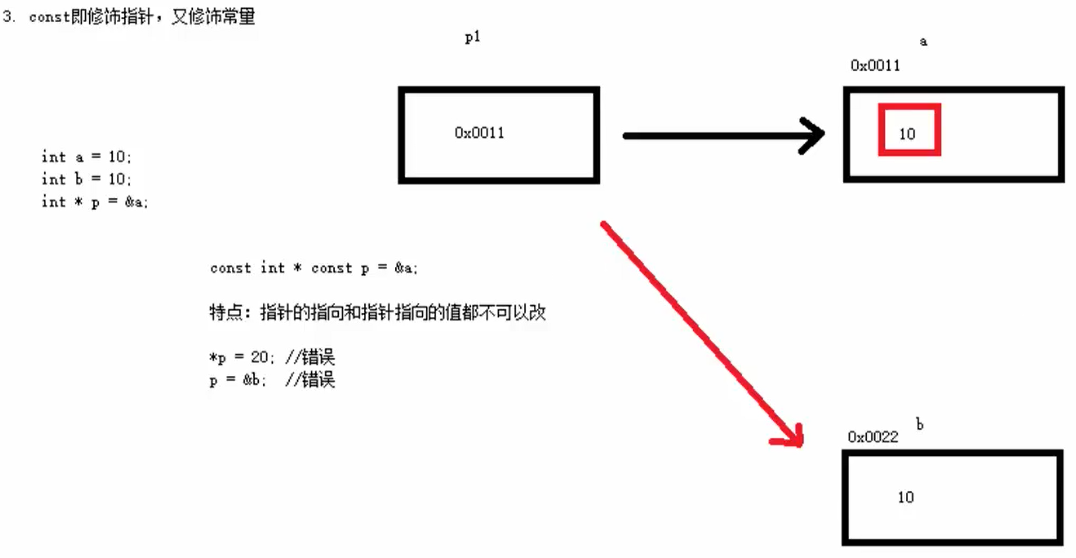 3. const即修饰指针，又修饰常量
p1
a
0x0011
0x0011
10
int a = 10;
int b = 10;
int * p = &a;
const int * const p = &a;
特点：指针的指向和指针指向的值都不可以改
*p = 20; //错误
p = &b; //错误
b
0x0022
10